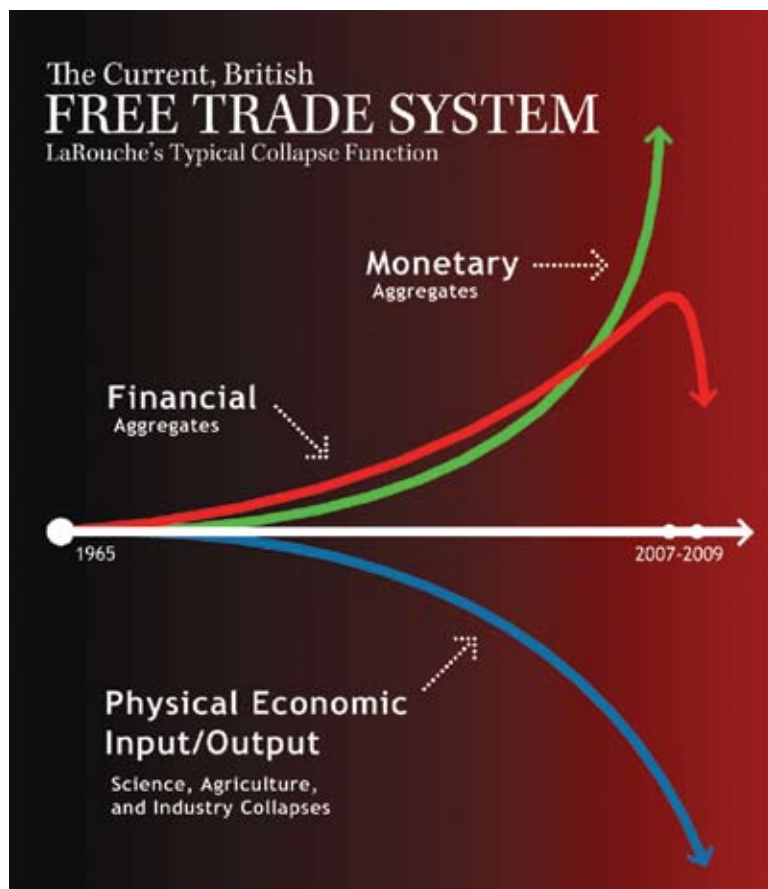 The Current, British
FREE TRADE SYSTEM
LaRouche's Typical Collapse Function
Monetary
Aggregates
Financial
Aggregates
1965
2007-2009
Physical Economic
Input/Output
Science, Agriculture,
and Industry Collapses